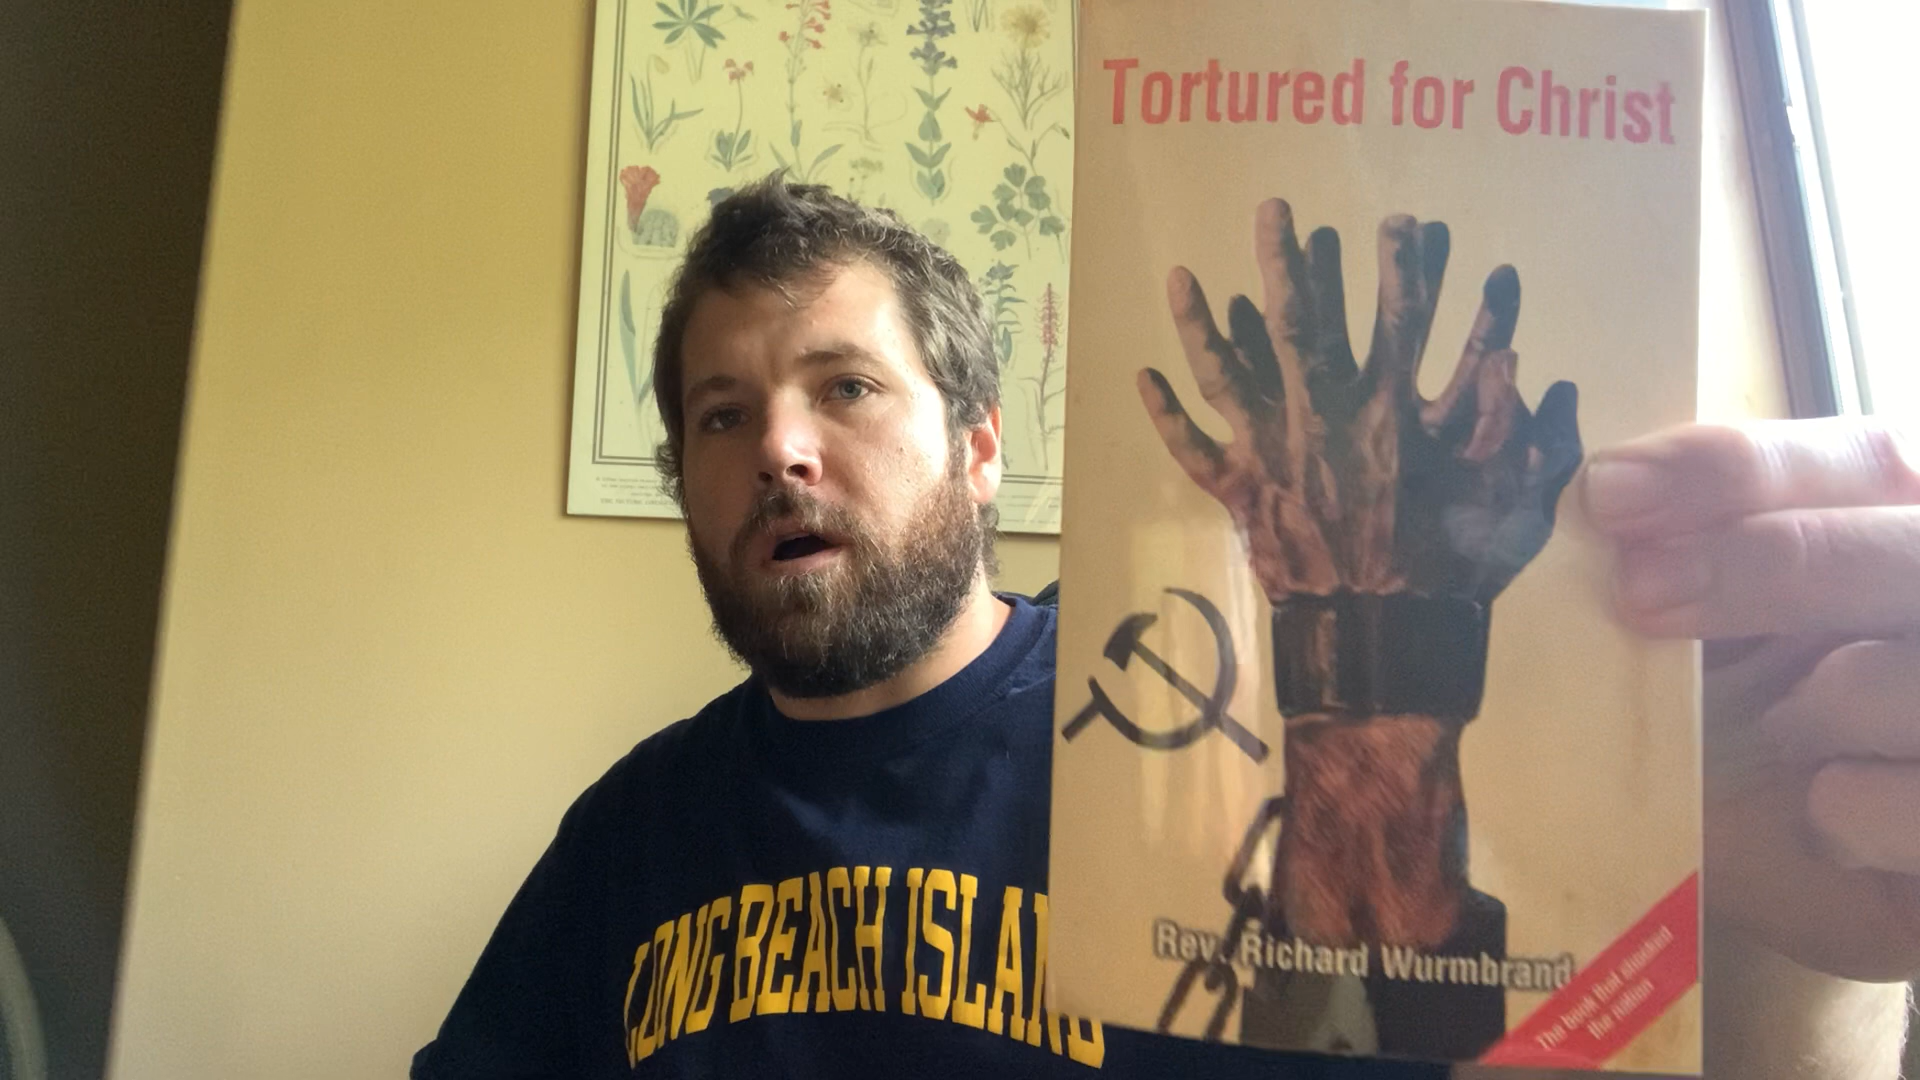 Tortured for Christ
LONG BEACH ISLAND
Rev. Richard Wurmbrand
The book that shocked
the nation